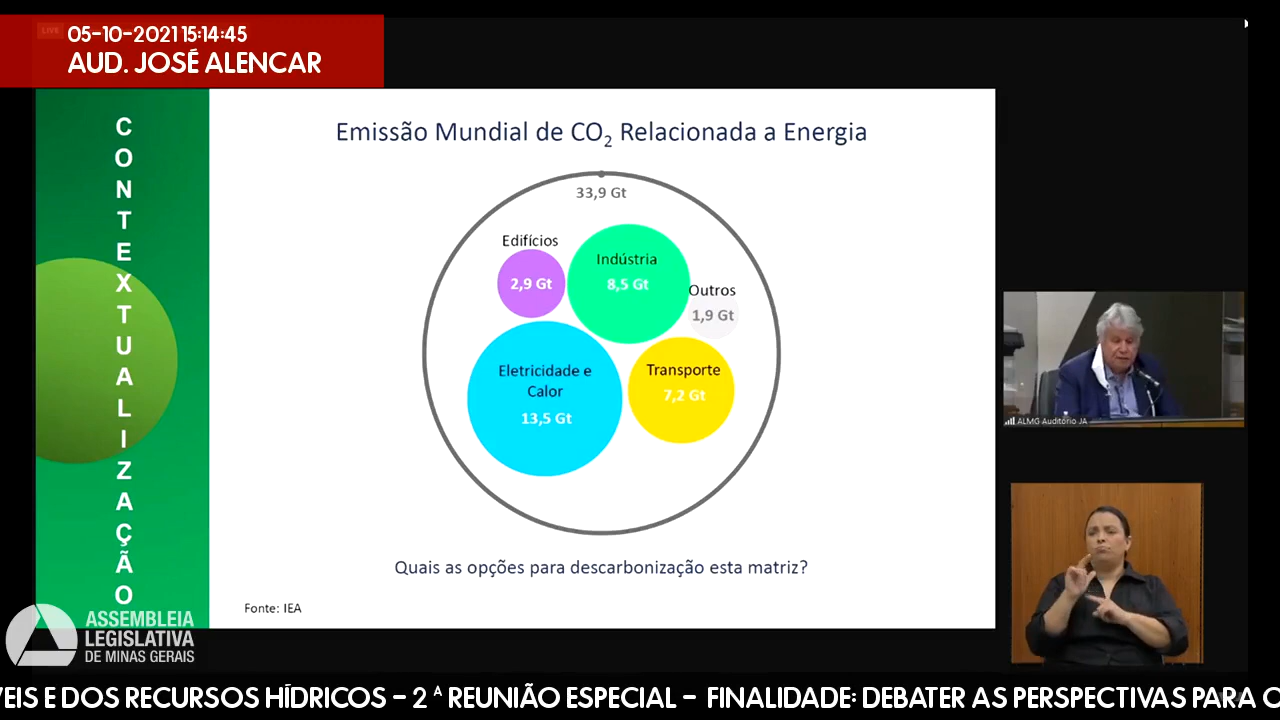 LIVE
05-10-2021 15:14:45
AUD. JOSÉ ALENCAR
CONTEXTUALIZAÇÃO
Emissão Mundial de CO2 Relacionada a Energia
33,9 Gt
Edifícios
2,9 Gt
Indústria
8,5 Gt
Outros
1,9 Gt
Eletricidade e
Calor
13,5 Gt
Transporte
7,2 Gt
Quais as opções para descarbonização esta matriz?
Fonte: IEA
ALMG Auditório JA
ASSEMBLEIA
LEGISLATIVA
DE MINAS GERAIS
VEIS E DOS RECURSOS HÍDRICOS – 2ª REUNIÃO ESPECIAL – FINALIDADE: DEBATER AS PERSPECTIVAS PARA O